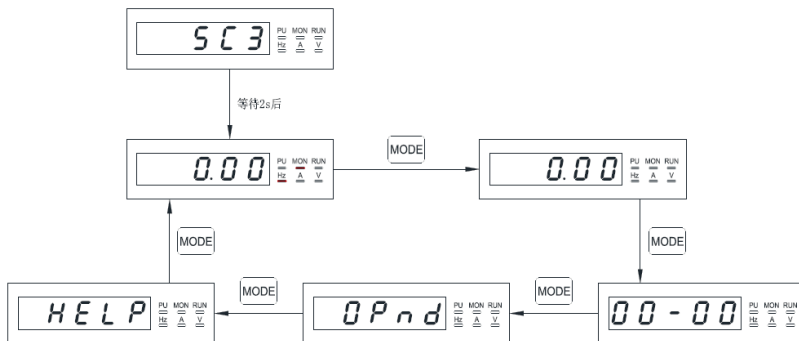 SC3 PU MON RUN
Hz A V
等待2s后
0.00 PU MON RUN
Hz A V
MODE
0.00 PU MON RUN
Hz A V
MODE
MODE
HELP PU MON RUN
Hz A V
MODE
OPnd PU MON RUN
Hz A V
MODE
00-00 PU MON RUN
Hz A V